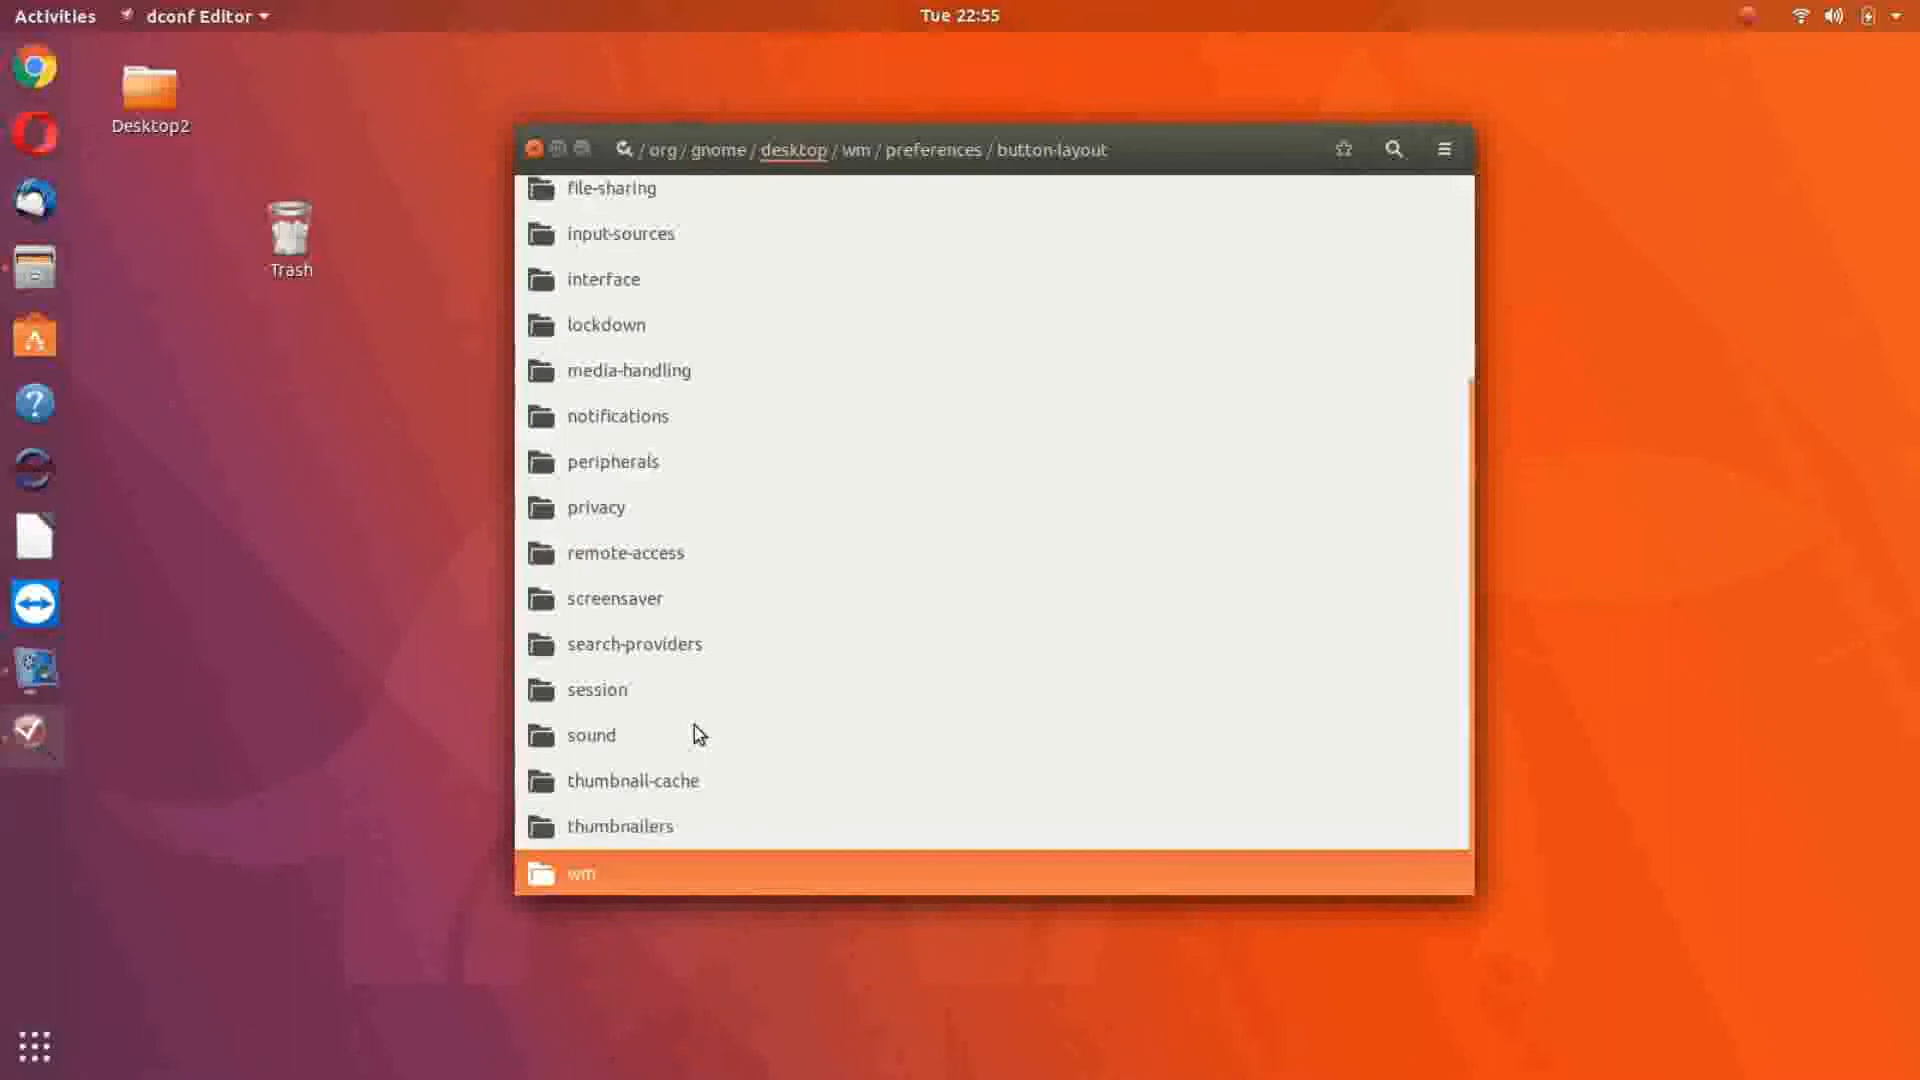 Activities dconf Editor Tue 22:55
Desktop2
Trash
/ org / gnome / desktop / wm / preferences / button-layout
file-sharing
input-sources
interface
lockdown
media-handling
notifications
peripherals
privacy
remote-access
screensaver
search-providers
session
sound
thumbnail-cache
thumbnailers
wm